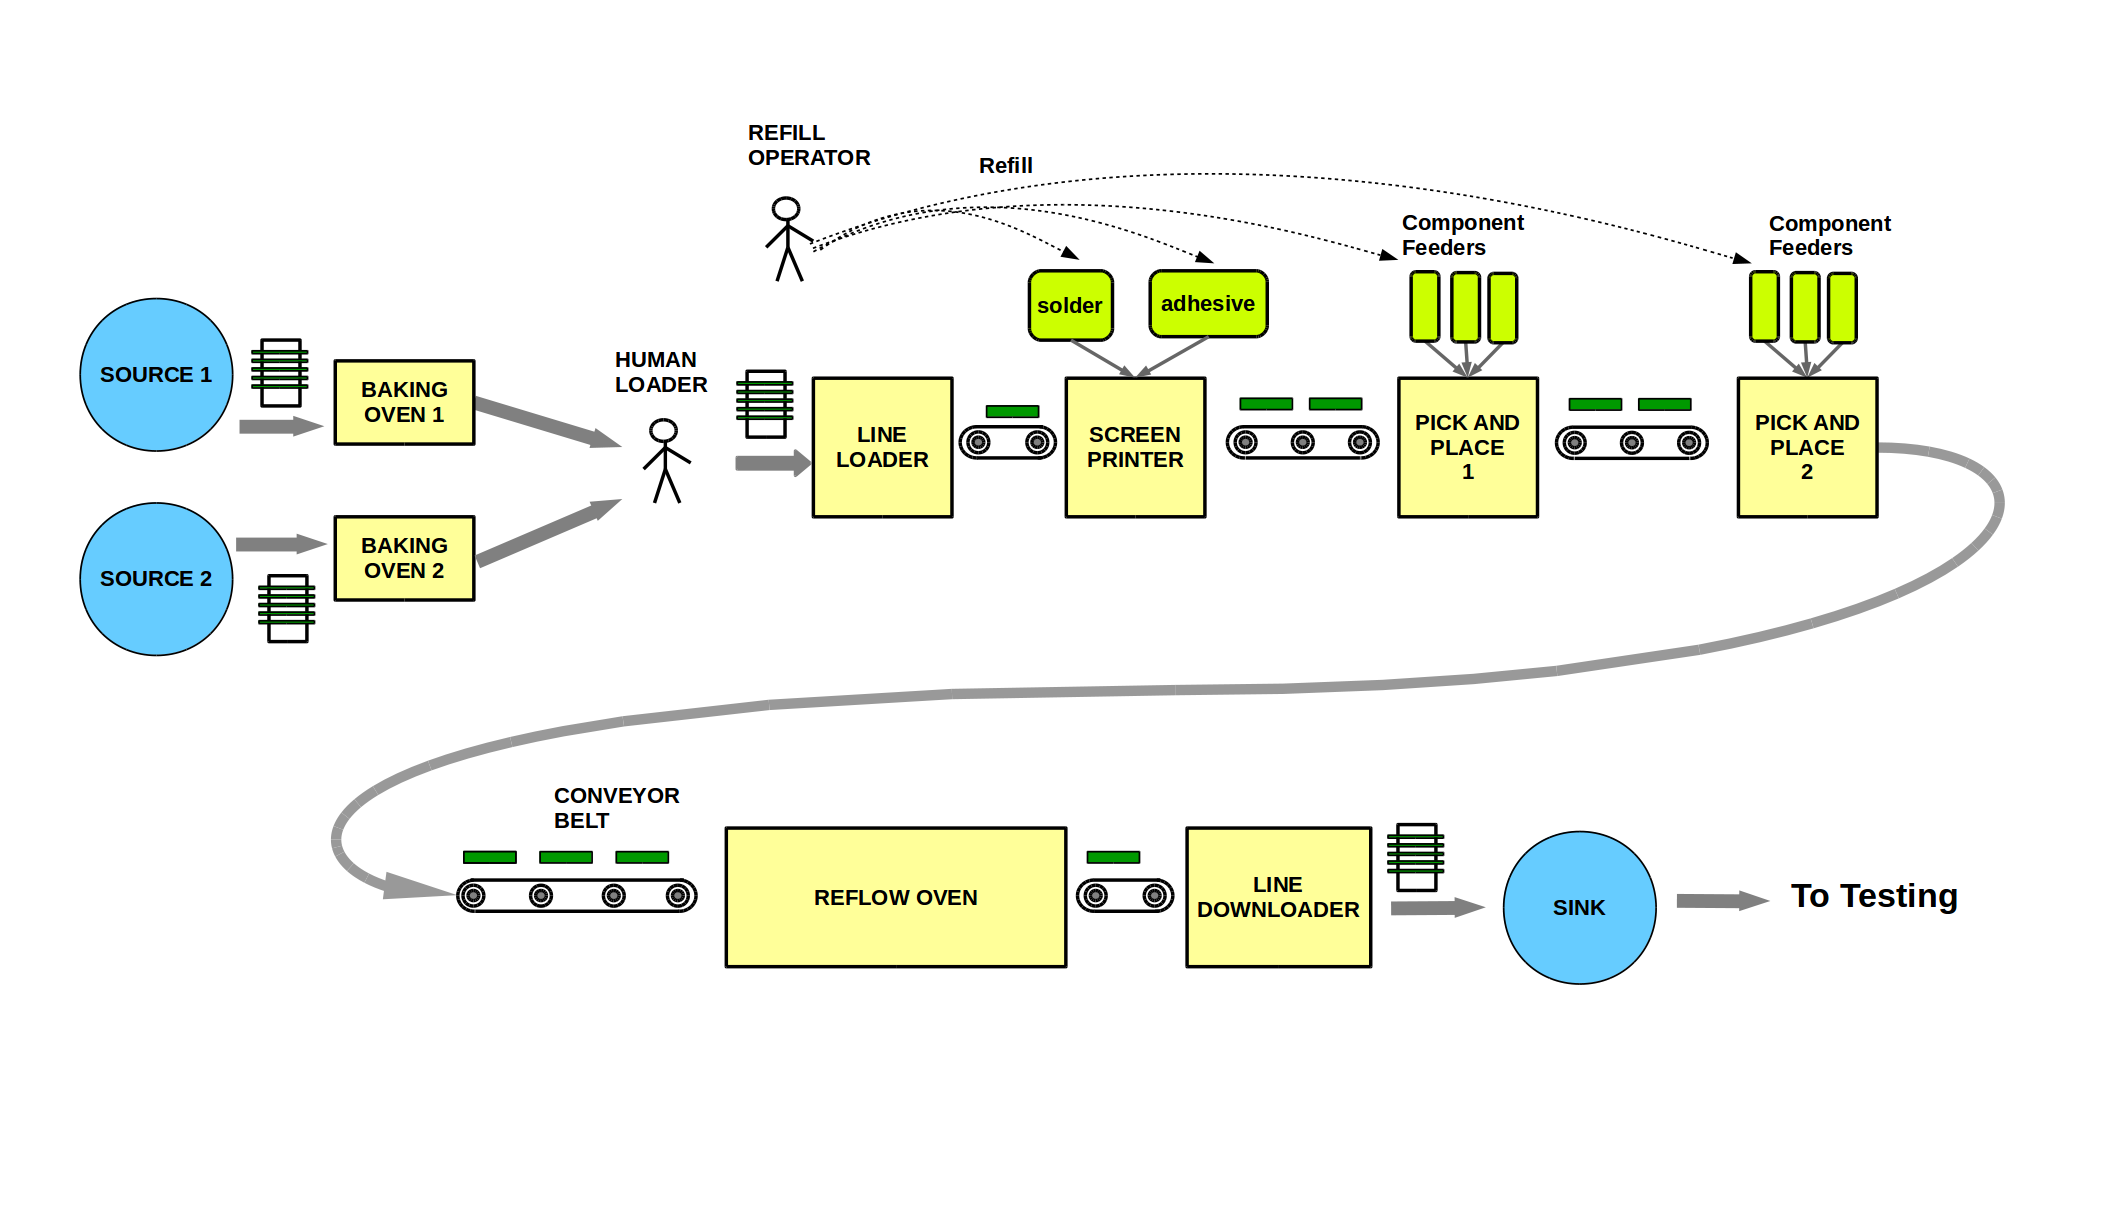 REFILL
OPERATOR
Refill
Component
Feeders
Component
Feeders
solder
adhesive
SOURCE 1
BAKING
OVEN 1
HUMAN
LOADER
LINE
LOADER
SCREEN
PRINTER
PICK AND
PLACE
1
PICK AND
PLACE
2
SOURCE 2
BAKING
OVEN 2
CONVEYOR
BELT
REFLOW OVEN
LINE
DOWNLOADER
SINK
To Testing